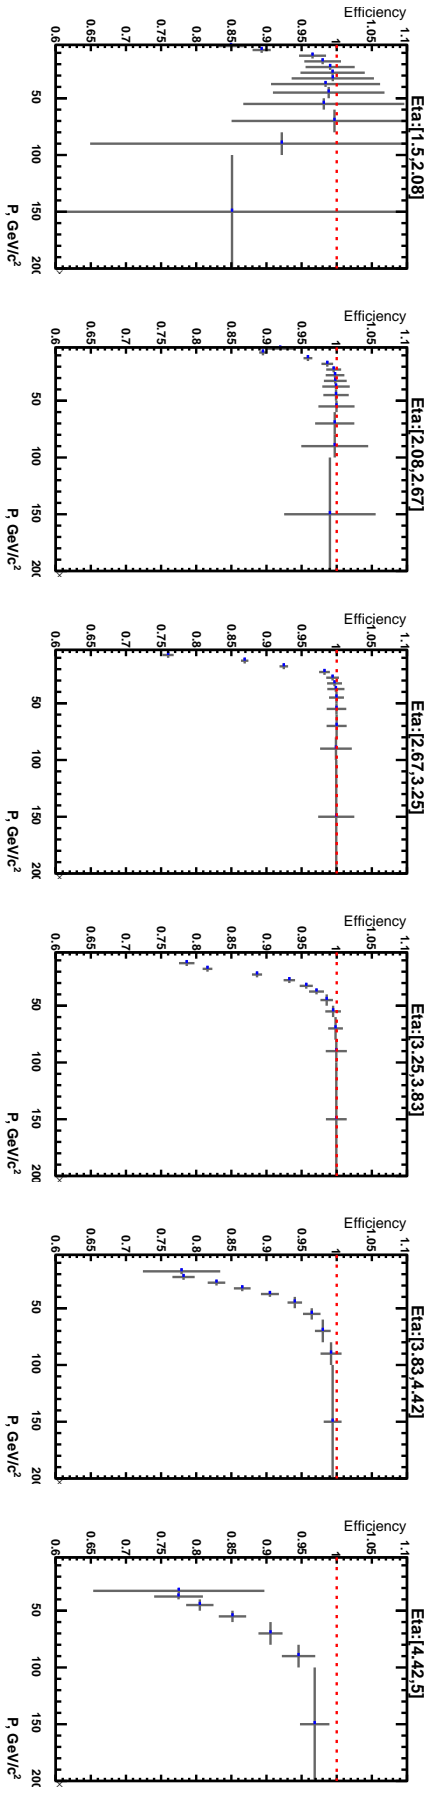 Efficiency
Eta:[1.5,2.08]
0.6 0.65 0.7 0.75 0.8 0.85 0.9 0.95 1 1.05 1.1
50 100 150 200
P, GeV/c²
Efficiency
Eta:[2.08,2.67]
0.6 0.65 0.7 0.75 0.8 0.85 0.9 0.95 1 1.05 1.1
50 100 150 200
P, GeV/c²
Efficiency
Eta:[2.67,3.25]
0.6 0.65 0.7 0.75 0.8 0.85 0.9 0.95 1 1.05 1.1
50 100 150 200
P, GeV/c²
Efficiency
Eta:[3.25,3.83]
0.6 0.65 0.7 0.75 0.8 0.85 0.9 0.95 1 1.05 1.1
50 100 150 200
P, GeV/c²
Efficiency
Eta:[3.83,4.42]
0.6 0.65 0.7 0.75 0.8 0.85 0.9 0.95 1 1.05 1.1
50 100 150 200
P, GeV/c²
Efficiency
Eta:[4.42,5]
0.6 0.65 0.7 0.75 0.8 0.85 0.9 0.95 1 1.05 1.1
50 100 150 200
P, GeV/c²